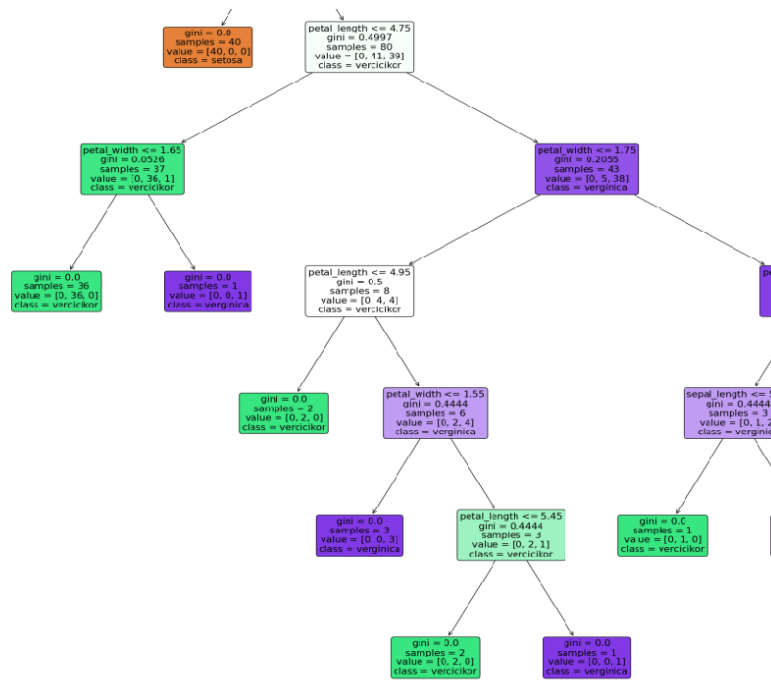 gini = 0.0
samples = 40
value = [40, 0, 0]
class = setosa
petal_length <= 4.75
gini = 0.4997
samples = 80
value = [0, 41, 39]
class = vercicikor
petal_width <= 1.65
gini = 0.0526
samples = 37
value = [0, 36, 1]
class = vercicikor
petal_width <= 1.75
gini = 0.2055
samples = 43
value = [0, 5, 38]
class = verginica
gini = 0.0
samples = 36
value = [0, 36, 0]
class = vercicikor
gini = 0.0
samples = 1
value = [0, 0, 1]
class = verginica
petal_length <= 4.95
gini = 0.5
samples = 8
value = [0, 4, 4]
class = vercicikor
gini = 0.0
samples = 2
value = [0, 2, 0]
class = vercicikor
petal_width <= 1.55
gini = 0.4444
samples = 6
value = [0, 2, 4]
class = verginica
sepal_length <=
gini = 0.4444
samples = 3
value = [0, 1, 2
class = verginica
gini = 0.0
samples = 3
value = [0, 0, 3]
class = verginica
petal_length <= 5.45
gini = 0.4444
samples = 3
value = [0, 2, 1]
class = vercicikor
gini = 0.0
samples = 1
value = [0, 1, 0]
class = vercicikor
gini = 0.0
samples = 2
value = [0, 2, 0]
class = vercicikor
gini = 0.0
samples = 1
value = [0, 0, 1]
class = verginica